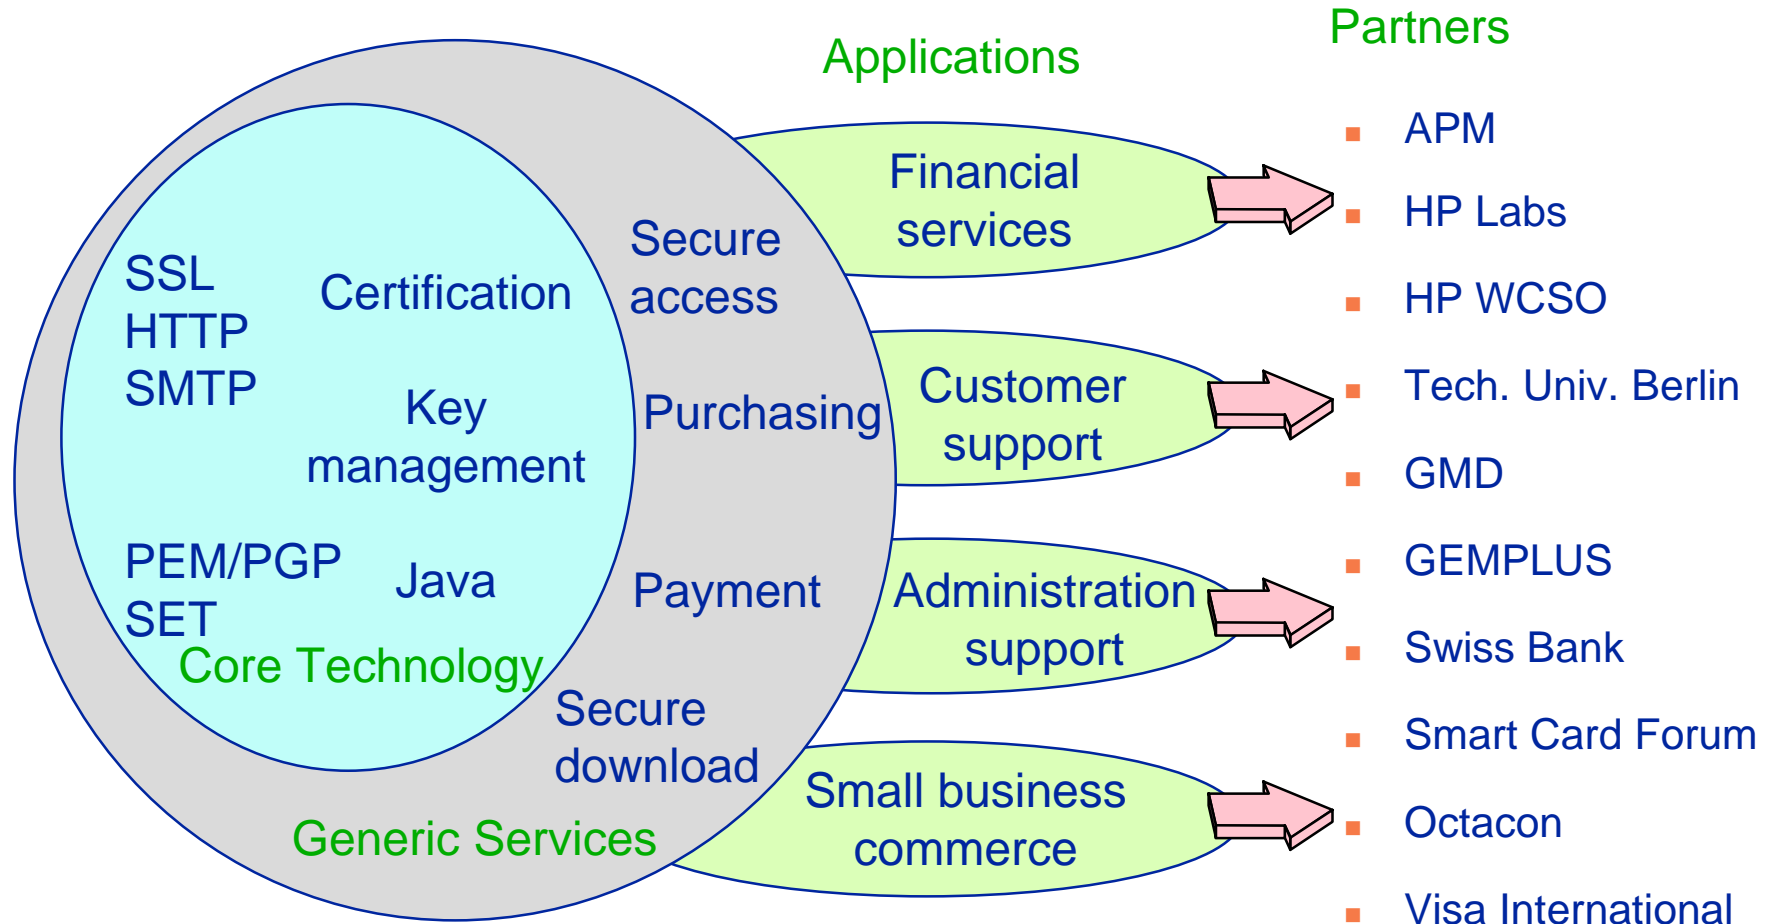 Partners
Applications
SSL
HTTP
SMTP
Certification
Key
management
PEM/PGP
SET
Java
Core Technology
Secure
access
Purchasing
Payment
Secure
download
Generic Services
Financial
services
Customer
support
Administration
support
Small business
commerce
APM
HP Labs
HP WCSO
Tech. Univ. Berlin
GMD
GEMPLUS
Swiss Bank
Smart Card Forum
Octacon
Visa International